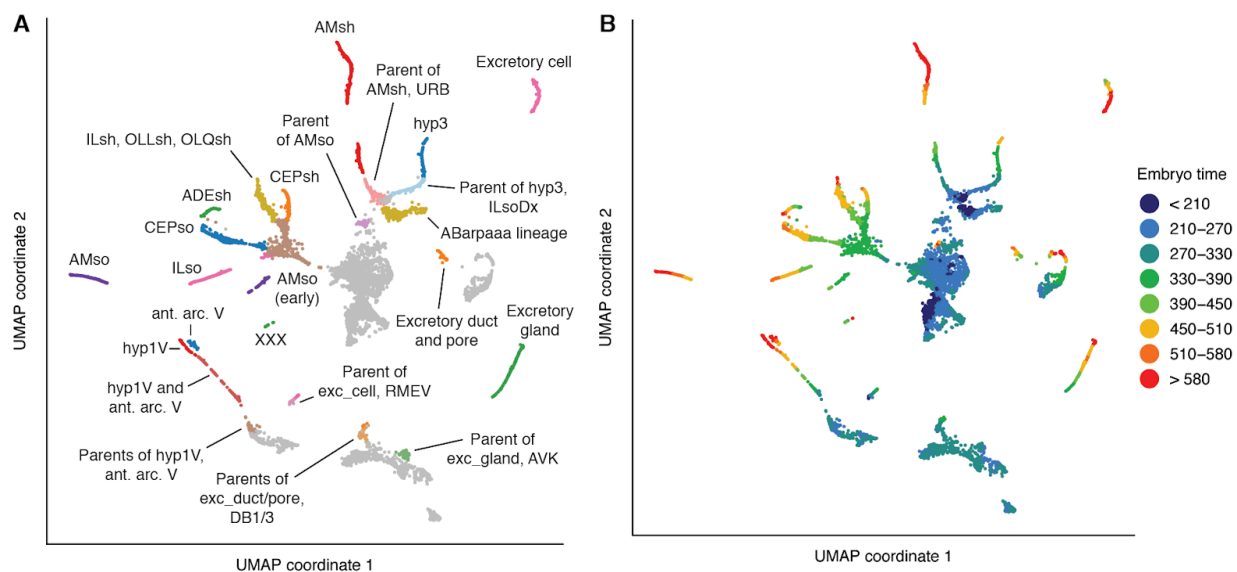 A
AMsh
Parent of
AMsh, URB
Excretory cell
Parent
of AMso
hyp3
ILsh, OLLsh, OLQsh
CEPsh
ADEsh
Parent of hyp3,
ILsoDx
CEPso
ABarpaaa lineage
AMso
ILso
AMso
(early)
ant. arc. V
Excretory duct
and pore
Excretory
gland
XXX
hyp1V
hyp1V and
ant. arc. V
Parent of
exc_cell, RMEV
Parents of hyp1V,
ant. arc. V
Parents of
exc_duct/pore,
DB1/3
Parent of
exc_gland, AVK
UMAP coordinate 2
UMAP coordinate 1
B
Embryo time
< 210
210–270
270–330
330–390
390–450
450–510
510–580
> 580
UMAP coordinate 2
UMAP coordinate 1